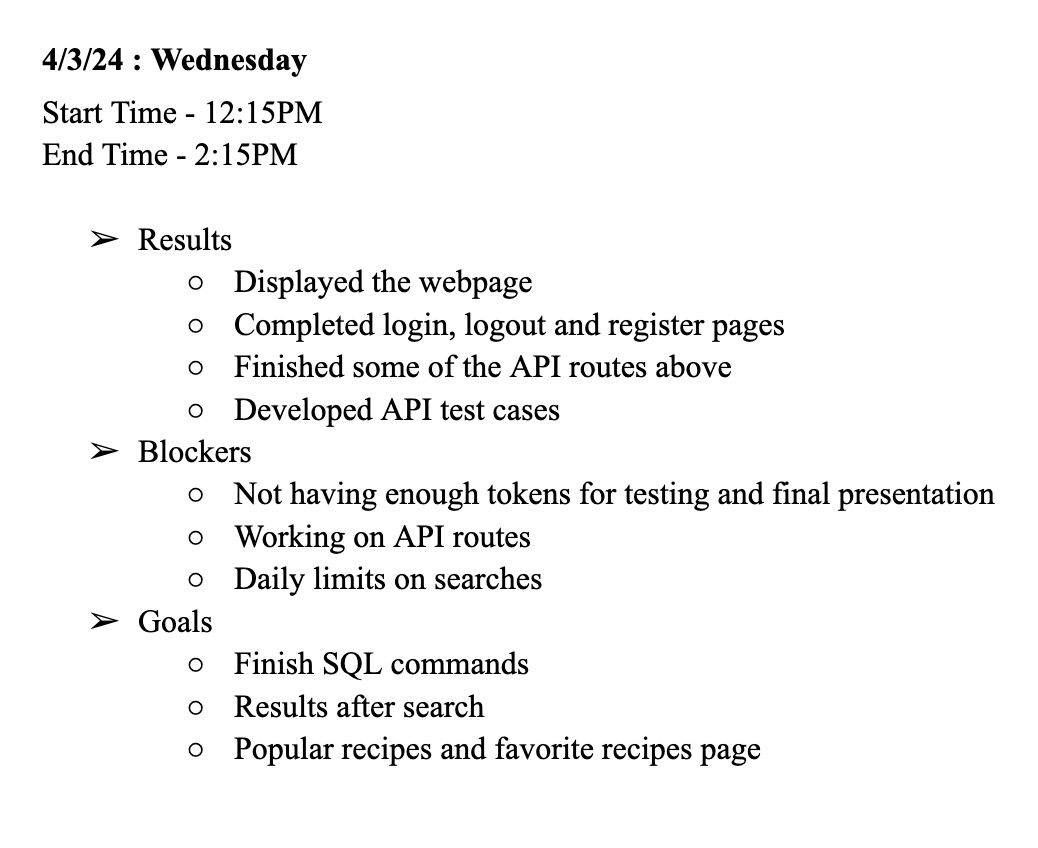 4/3/24 : Wednesday
Start Time - 12:15PM
End Time - 2:15PM
➢ Results
○ Displayed the webpage
○ Completed login, logout and register pages
○ Finished some of the API routes above
○ Developed API test cases
➢ Blockers
○ Not having enough tokens for testing and final presentation
○ Working on API routes
○ Daily limits on searches
➢ Goals
○ Finish SQL commands
○ Results after search
○ Popular recipes and favorite recipes page